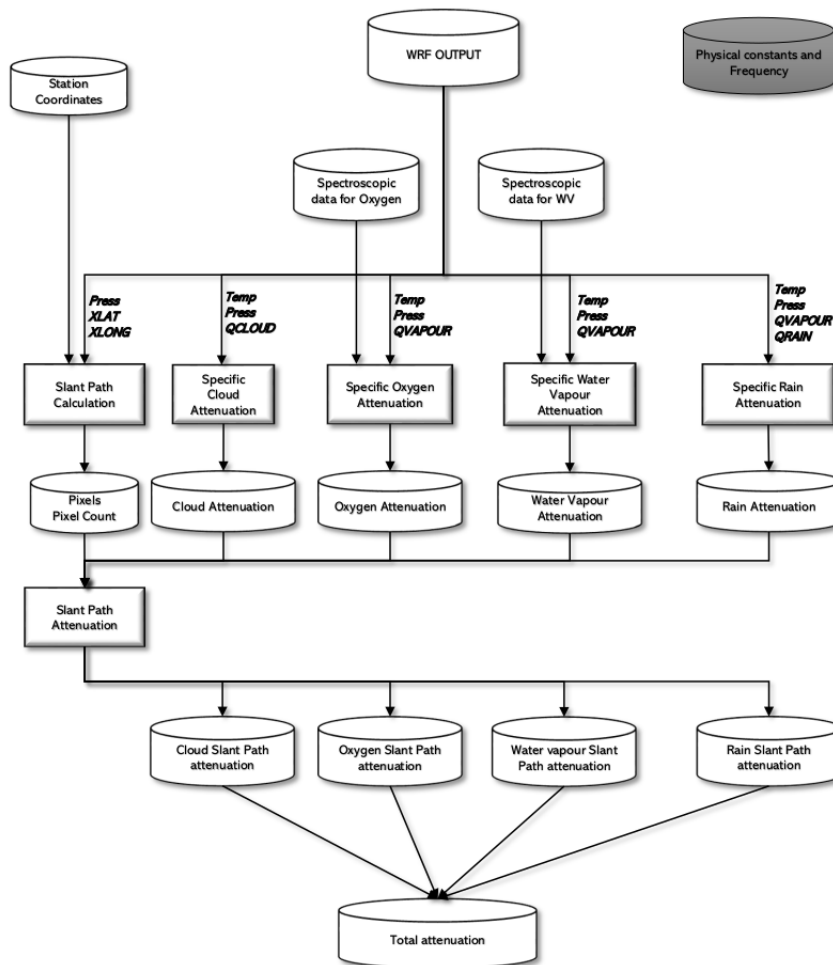 WRF OUTPUT
Physical constants and
Frequency
Station
Coordinates
Spectroscopic
data for Oxygen
Spectroscopic
data for WV
Press
XLAT
XLONG
Temp
Press
QCLOUD
Temp
Press
QVAPOUR
Temp
Press
QVAPOUR
Temp
Press
QVAPOUR
QRAIN
Slant Path
Calculation
Specific
Cloud
Attenuation
Specific Oxygen
Attenuation
Specific Water
Vapour
Attenuation
Specific Rain
Attenuation
Pixels
Pixel Count
Cloud Attenuation
Oxygen Attenuation
Water Vapour
Attenuation
Rain Attenuation
Slant Path
Attenuation
Cloud Slant Path
attenuation
Oxygen Slant Path
attenuation
Water vapour Slant
Path attenuation
Rain Slant Path
attenuation
Total attenuation